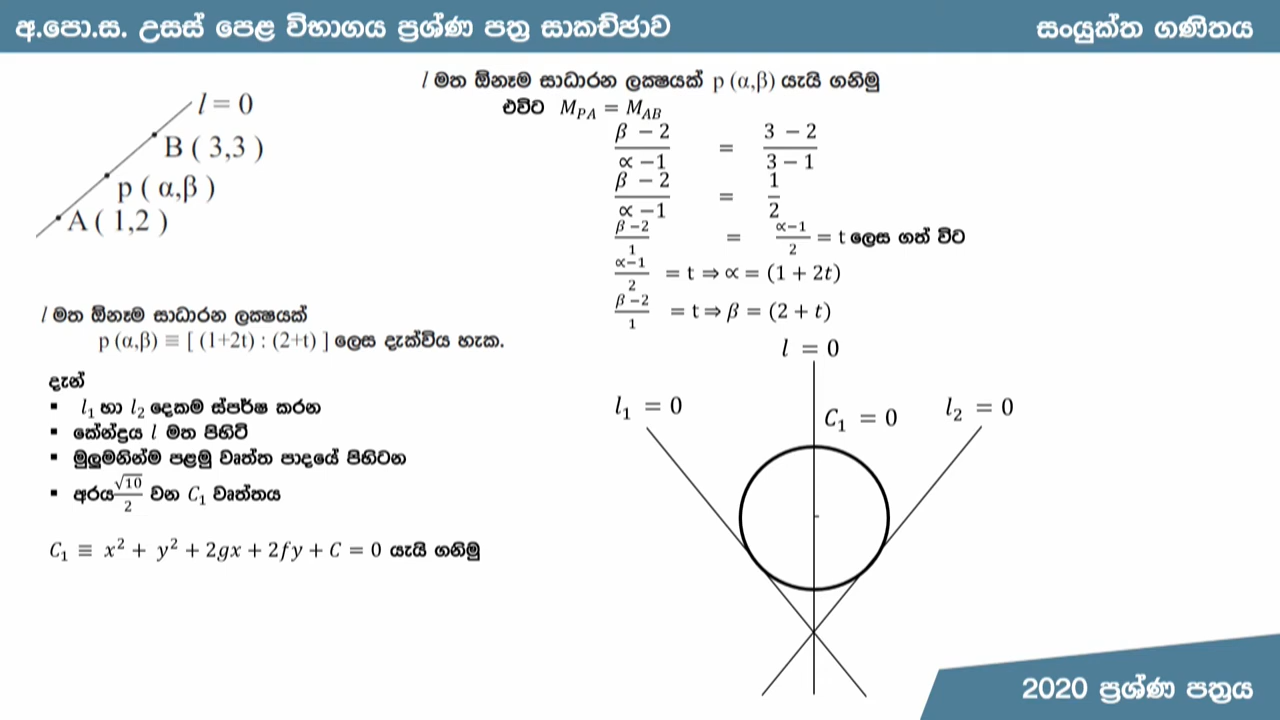 අ.පො.ස. උසස් පෙළ විභාගය ප්‍රශ්ණ පත්‍ර සාකච්ඡාව
සංයුක්ත ගණිතය
l = 0
B ( 3,3 )
p ( α,β )
A ( 1,2 )
l මත ඕනෑම සාධාරන ලක්‍ෂයක් p (α,β) යැයි ගනිමු
එවිට M_PA = M_AB
(β − 2)/(∝ −1) = (3 − 2)/(3 − 1)
(β − 2)/(∝ −1) = 1/2
(β −2)/1 = (∝−1)/2 = t ලෙස ගත් විට
(∝−1)/2 = t ⇒ ∝ = (1 + 2t)
(β −2)/1 = t ⇒ β = (2 + t)
l මත ඕනෑම සාධාරන ලක්‍ෂයක්
p (α,β) ≡ [ (1+2t) : (2+t) ] ලෙස දැක්විය හැක.
දැන්
▪ l₁ හා l₂ දෙකම ස්පර්ෂ කරන
▪ කේන්ද්‍රය l මත පිහිටි
▪ මුලුමනින්ම පළමු වෘත්ත පාදයේ පිහිටන
▪ අරය √10/2 වන C₁ වෘත්තය
C₁ ≡ x² + y² + 2gx + 2fy + C = 0 යැයි ගනිමු
l = 0
l₁ = 0
C₁ = 0
l₂ = 0
2020 ප්‍රශ්ණ පත්‍රය